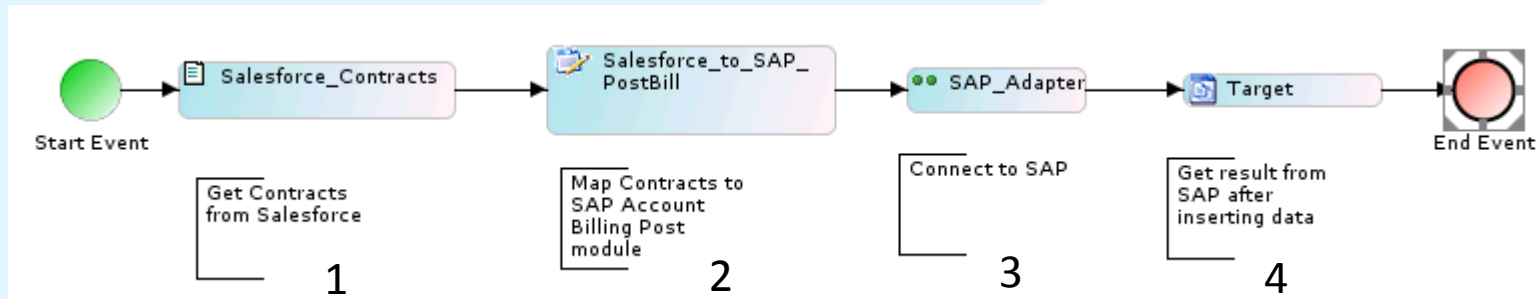 Salesforce_Contracts
Salesforce_to_SAP_
PostBill
SAP_Adapter
Target
Start Event
End Event
Get Contracts
from Salesforce
1
Map Contracts to
SAP Account
Billing Post
module
2
Connect to SAP
3
Get result from
SAP after
inserting data
4